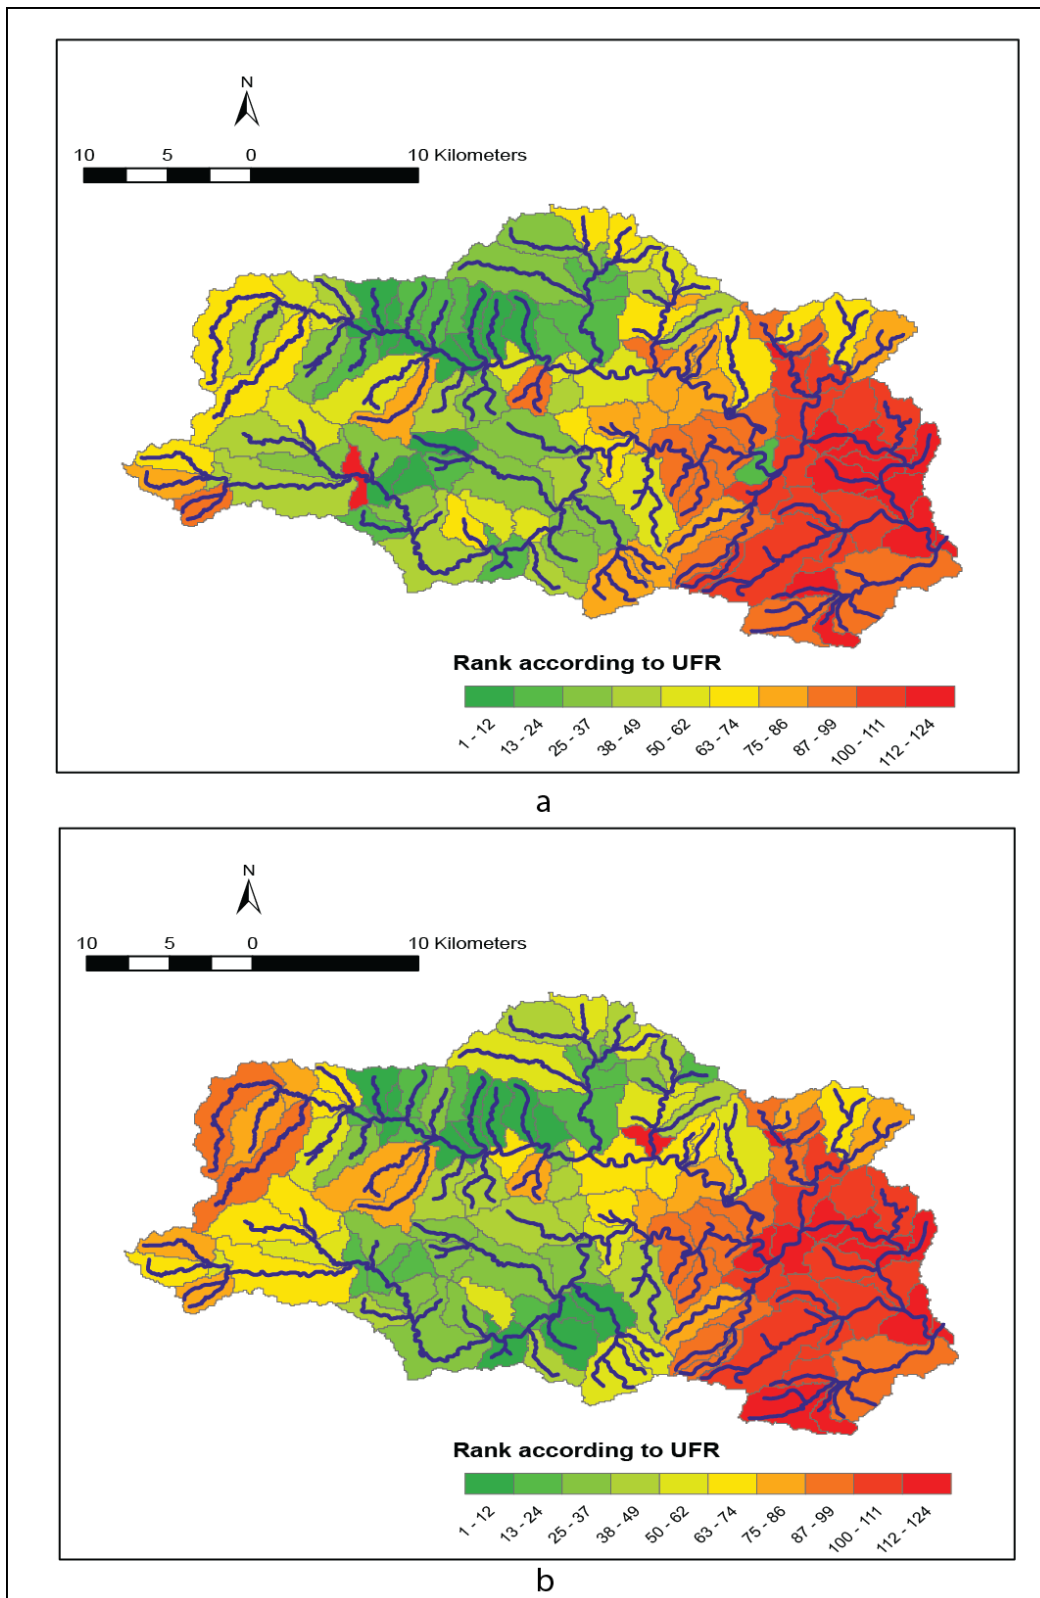 N
10 5 0 10 Kilometers
Rank according to UFR
1 - 12 13 - 24 25 - 37 38 - 49 50 - 62 63 - 74 75 - 86 87 - 99 100 - 111 112 - 124
a
N
10 5 0 10 Kilometers
Rank according to UFR
1 - 12 13 - 24 25 - 37 38 - 49 50 - 62 63 - 74 75 - 86 87 - 99 100 - 111 112 - 124
b